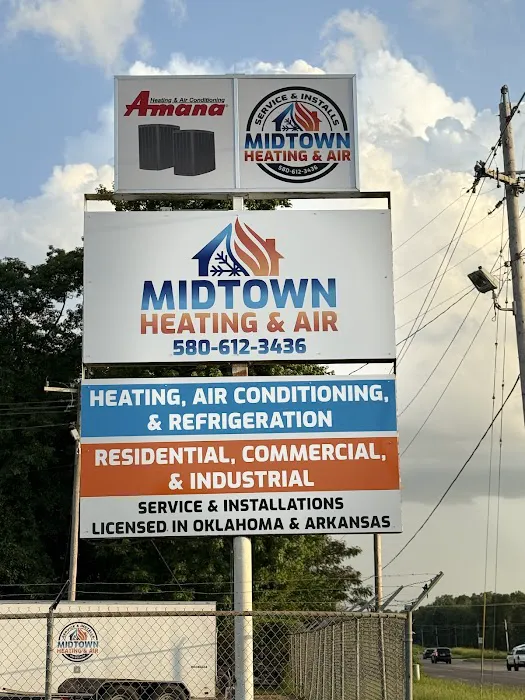 Heating & Air Conditioning
Amana
SERVICE & INSTALLS
MIDTOWN
HEATING & AIR
580-612-3436
MIDTOWN
HEATING & AIR
580-612-3436
HEATING, AIR CONDITIONING,
& REFRIGERATION
RESIDENTIAL, COMMERCIAL,
& INDUSTRIAL
SERVICE & INSTALLATIONS
LICENSED IN OKLAHOMA & ARKANSAS
MIDTOWN
HEATING & AIR